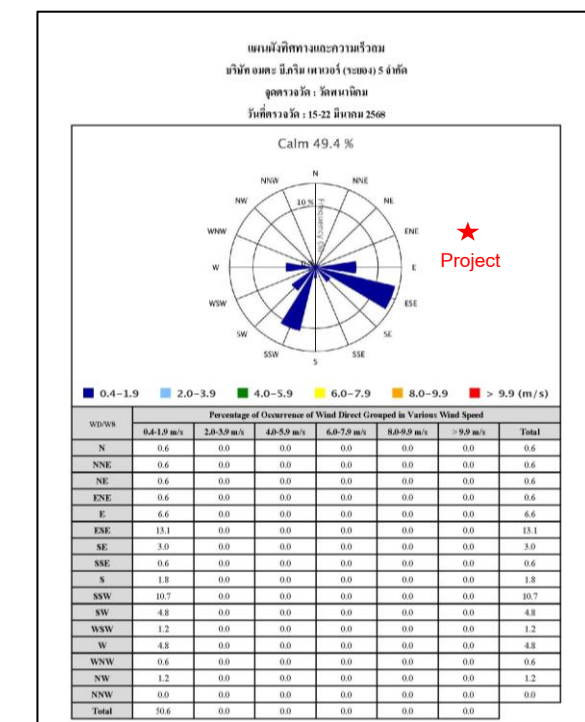 แผนผังทิศทางและความเร็วลม
บริษัท อมตะ บี.กริม เพาเวอร์ (ระยอง) 5 จำกัด
จุดตรวจวัด : วัดพนานิคม
วันที่ตรวจวัด : 15-22 มีนาคม 2568
Calm 49.4 %
N
NNW NNE
NW NE
10 %
WNW ENE
W E
Project
WSW ESE
SW SE
SSW SSE
S
0.4-1.9 2.0-3.9 4.0-5.9 6.0-7.9 8.0-9.9 > 9.9 (m/s)
WD/WS Percentage of Occurrence of Wind Direct Grouped in Various Wind Speed
0.4-1.9 m/s 2.0-3.9 m/s 4.0-5.9 m/s 6.0-7.9 m/s 8.0-9.9 m/s > 9.9 m/s Total
N 0.6 0.0 0.0 0.0 0.0 0.0 0.6
NNE 0.6 0.0 0.0 0.0 0.0 0.0 0.6
NE 0.6 0.0 0.0 0.0 0.0 0.0 0.6
ENE 0.6 0.0 0.0 0.0 0.0 0.0 0.6
E 6.6 0.0 0.0 0.0 0.0 0.0 6.6
ESE 13.1 0.0 0.0 0.0 0.0 0.0 13.1
SE 3.0 0.0 0.0 0.0 0.0 0.0 3.0
SSE 0.6 0.0 0.0 0.0 0.0 0.0 0.6
S 1.8 0.0 0.0 0.0 0.0 0.0 1.8
SSW 10.7 0.0 0.0 0.0 0.0 0.0 10.7
SW 4.8 0.0 0.0 0.0 0.0 0.0 4.8
WSW 1.2 0.0 0.0 0.0 0.0 0.0 1.2
W 4.8 0.0 0.0 0.0 0.0 0.0 4.8
WNW 0.6 0.0 0.0 0.0 0.0 0.0 0.6
NW 1.2 0.0 0.0 0.0 0.0 0.0 1.2
NNW 0.0 0.0 0.0 0.0 0.0 0.0 0.0
Total 50.6 0.0 0.0 0.0 0.0 0.0